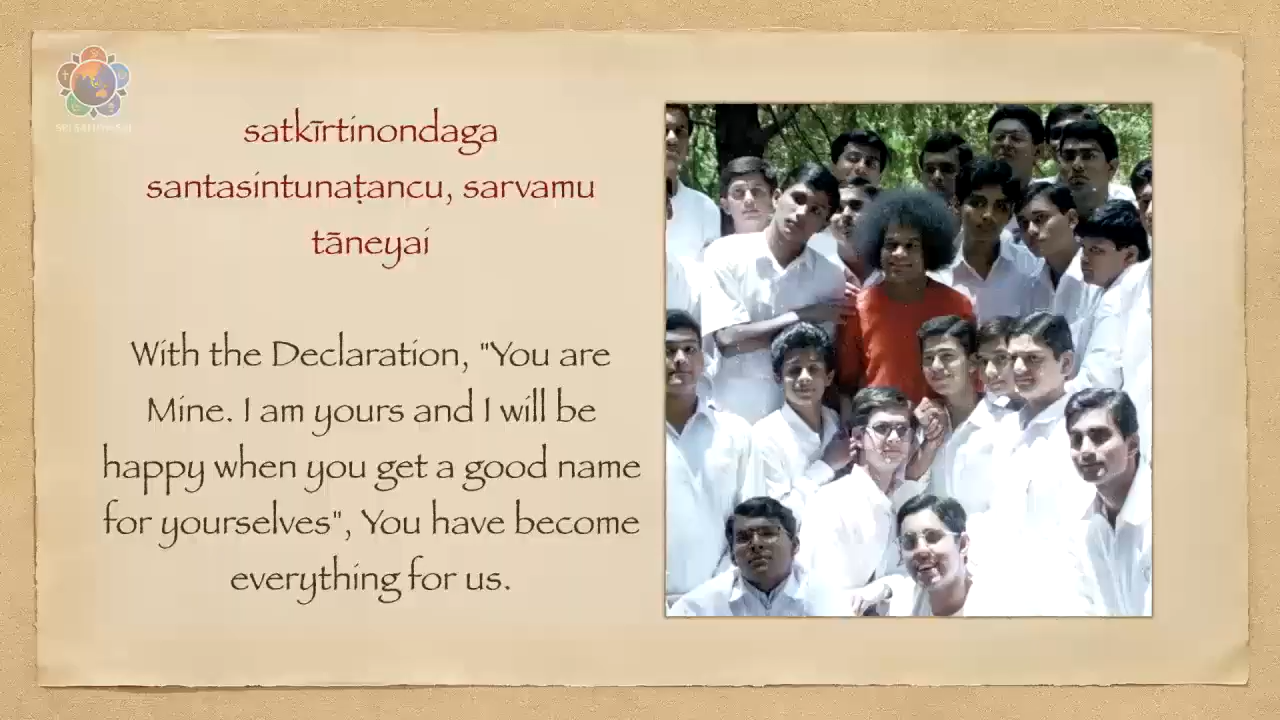 satkīrtinondaga
santasintunaṭancu, sarvamu
tāneyai
With the Declaration, "You are
Mine. I am yours and I will be
happy when you get a good name
for yourselves", You have become
everything for us.